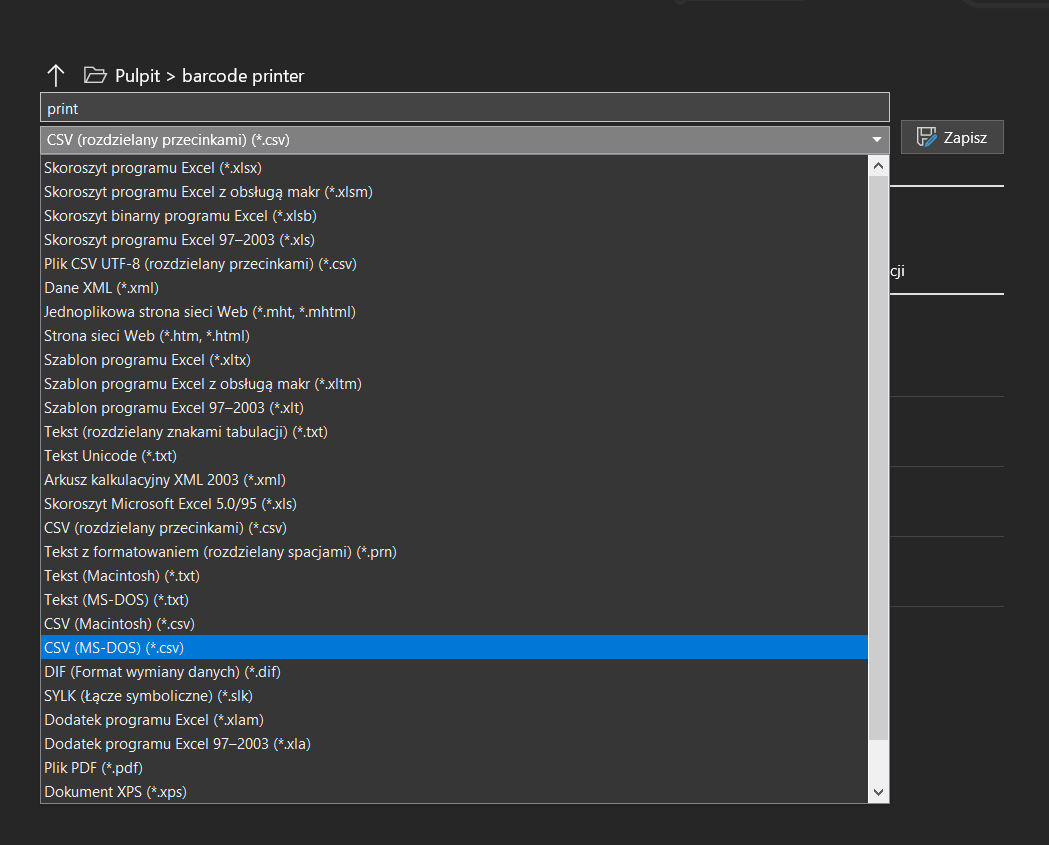 Pulpit > barcode printer
print
CSV (rozdzielany przecinkami) (*.csv)
Zapisz
Skoroszyt programu Excel (*.xlsx)
Skoroszyt programu Excel z obsługą makr (*.xlsm)
Skoroszyt binarny programu Excel (*.xlsb)
Skoroszyt programu Excel 97–2003 (*.xls)
Plik CSV UTF-8 (rozdzielany przecinkami) (*.csv)
cji
Dane XML (*.xml)
Jednoplikowa strona sieci Web (*.mht, *.mhtml)
Strona sieci Web (*.htm, *.html)
Szablon programu Excel (*.xltx)
Szablon programu Excel z obsługą makr (*.xltm)
Szablon programu Excel 97–2003 (*.xlt)
Tekst (rozdzielany znakami tabulacji) (*.txt)
Tekst Unicode (*.txt)
Arkusz kalkulacyjny XML 2003 (*.xml)
Skoroszyt Microsoft Excel 5.0/95 (*.xls)
CSV (rozdzielany przecinkami) (*.csv)
Tekst z formatowaniem (rozdzielany spacjami) (*.prn)
Tekst (Macintosh) (*.txt)
Tekst (MS-DOS) (*.txt)
CSV (Macintosh) (*.csv)
CSV (MS-DOS) (*.csv)
DIF (Format wymiany danych) (*.dif)
SYLK (Łącze symboliczne) (*.slk)
Dodatek programu Excel (*.xlam)
Dodatek programu Excel 97–2003 (*.xla)
Plik PDF (*.pdf)
Dokument XPS (*.xps)